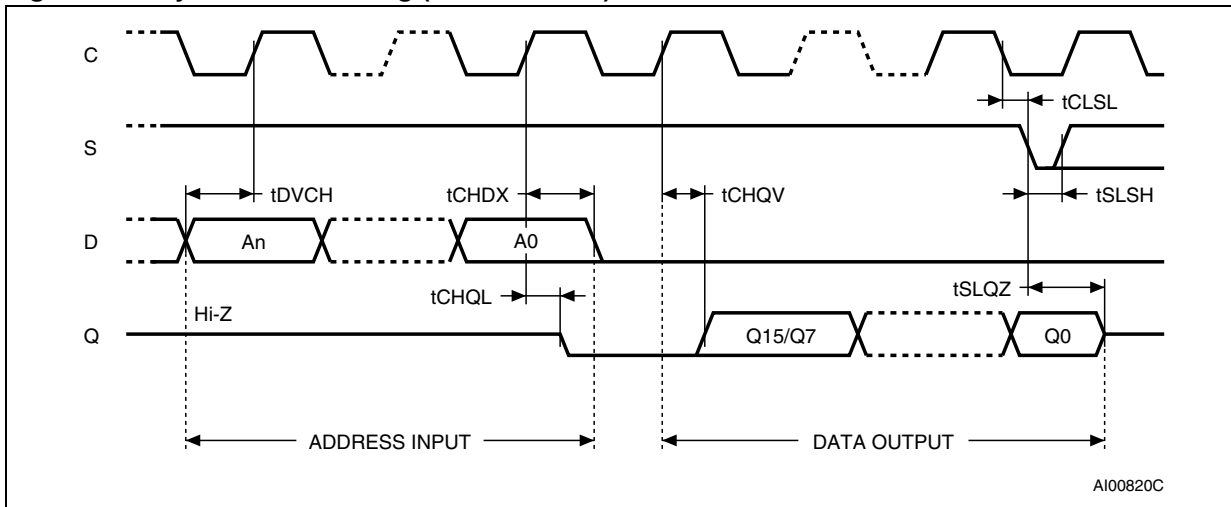 C
tCLSL
S
tDVCH
tCHDX
tCHQV
tSLSH
D
An
A0
tCHQL
tSLQZ
Hi-Z
Q
Q15/Q7
Q0
ADDRESS INPUT
DATA OUTPUT
AI00820C